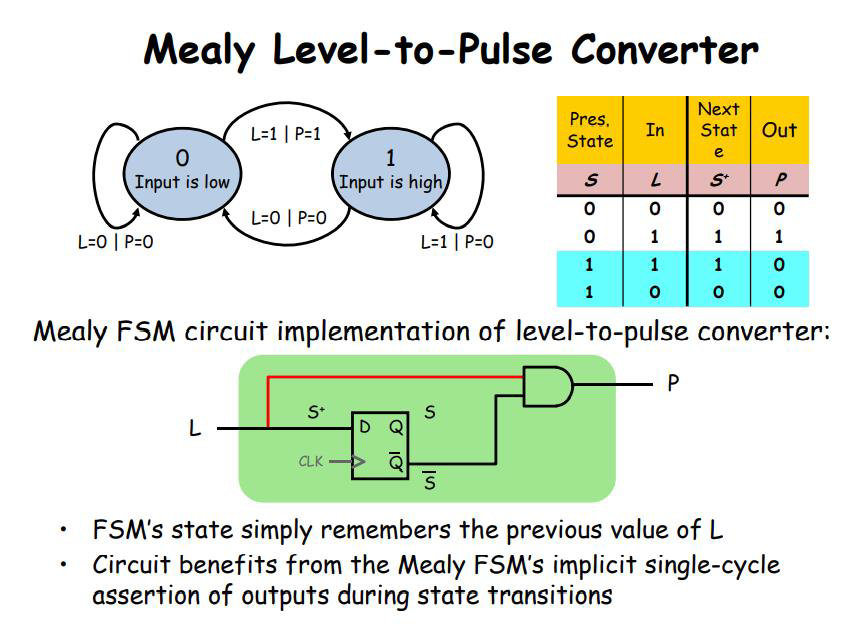 Mealy Level-to-Pulse Converter
L=1 | P=1
0
Input is low
1
Input is high
L=0 | P=0
L=0 | P=0
L=1 | P=0
Pres, State In Next Stat e Out
S L S+ P
0 0 0 0
0 1 1 1
1 1 1 0
1 0 0 0
Mealy FSM circuit implementation of level-to-pulse converter:
P
L
S+
D Q
S
CLK
Q̅
S̅
• FSM's state simply remembers the previous value of L
• Circuit benefits from the Mealy FSM's implicit single-cycle
assertion of outputs during state transitions